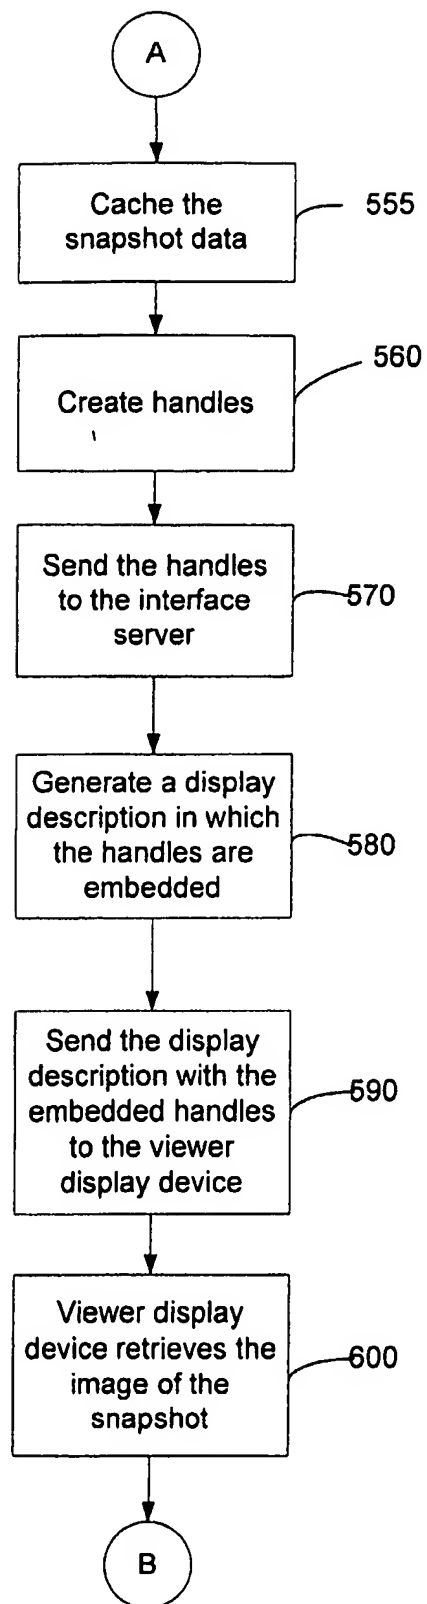 A
Cache the
snapshot data
555
Create handles
560
Send the handles
to the interface
server
570
Generate a display
description in which
the handles are
embedded
580
Send the display
description with the
embedded handles
to the viewer
display device
590
Viewer display
device retrieves the
image of the
snapshot
600
B